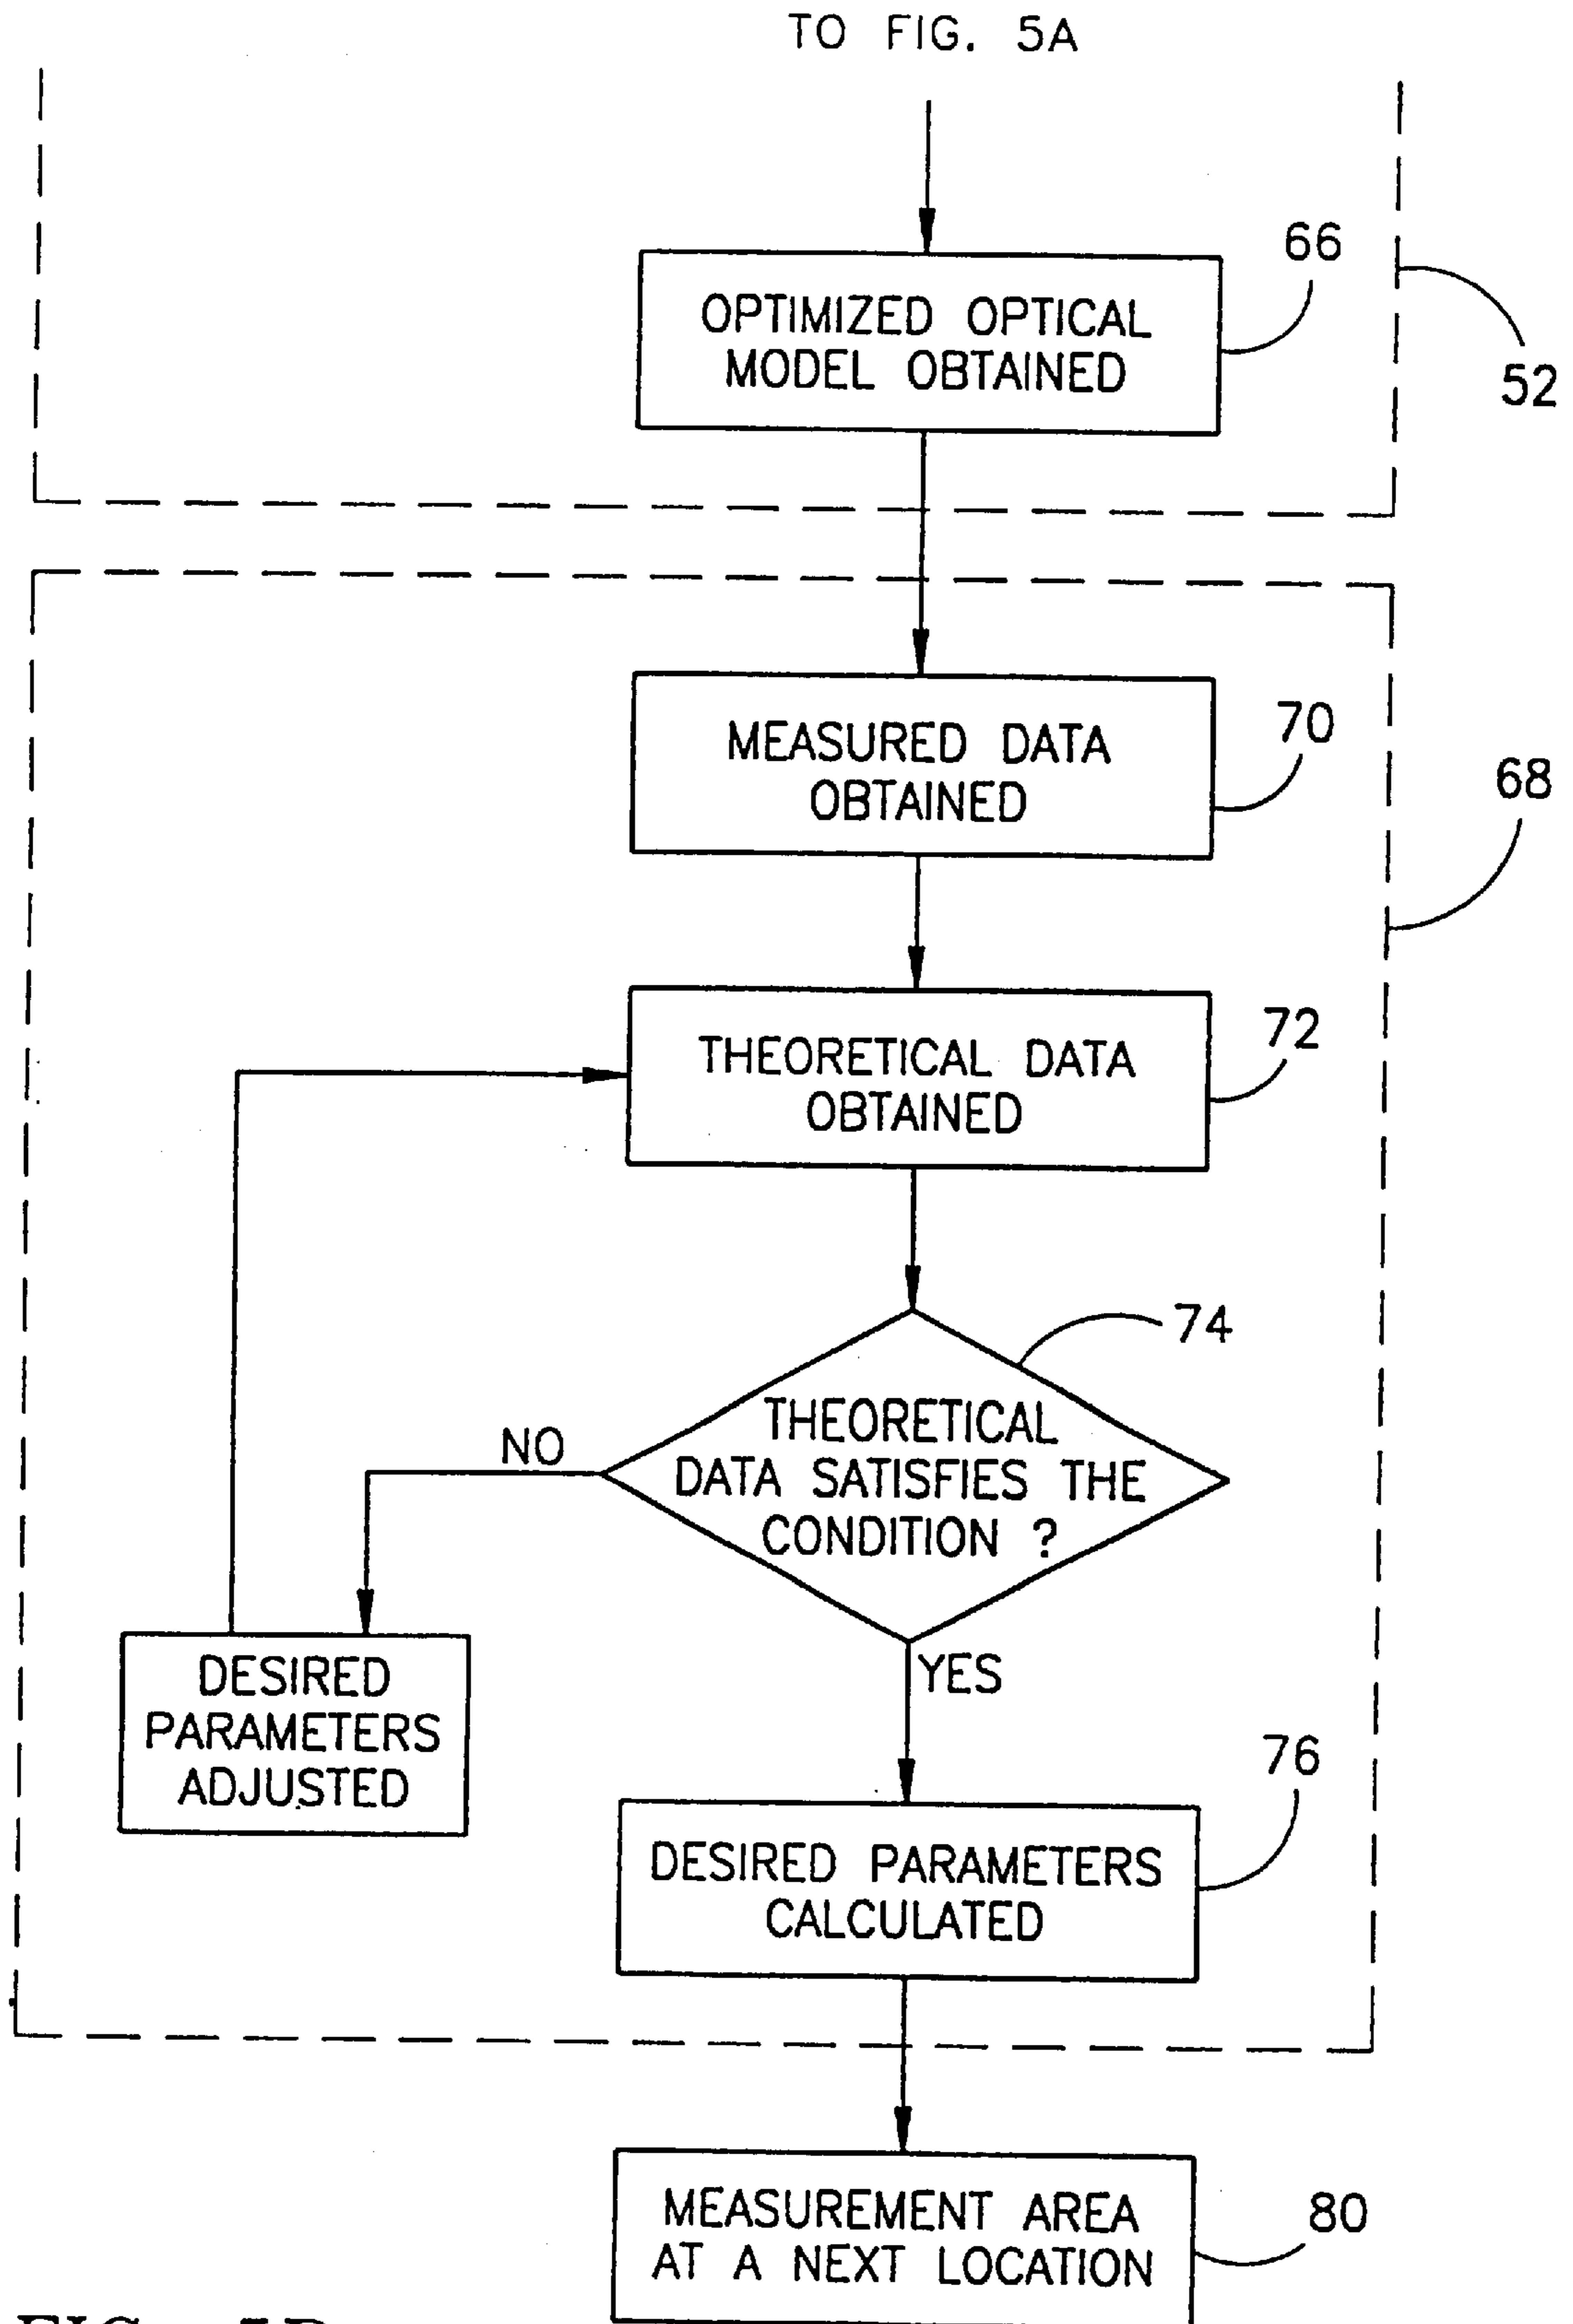 TO FIG. 5A
66
OPTIMIZED OPTICAL
MODEL OBTAINED
52
70
MEASURED DATA
OBTAINED
68
72
THEORETICAL DATA
OBTAINED
74
THEORETICAL
DATA SATISFIES THE
CONDITION ?
NO
YES
DESIRED
PARAMETERS
ADJUSTED
76
DESIRED PARAMETERS
CALCULATED
80
MEASUREMENT AREA
AT A NEXT LOCATION